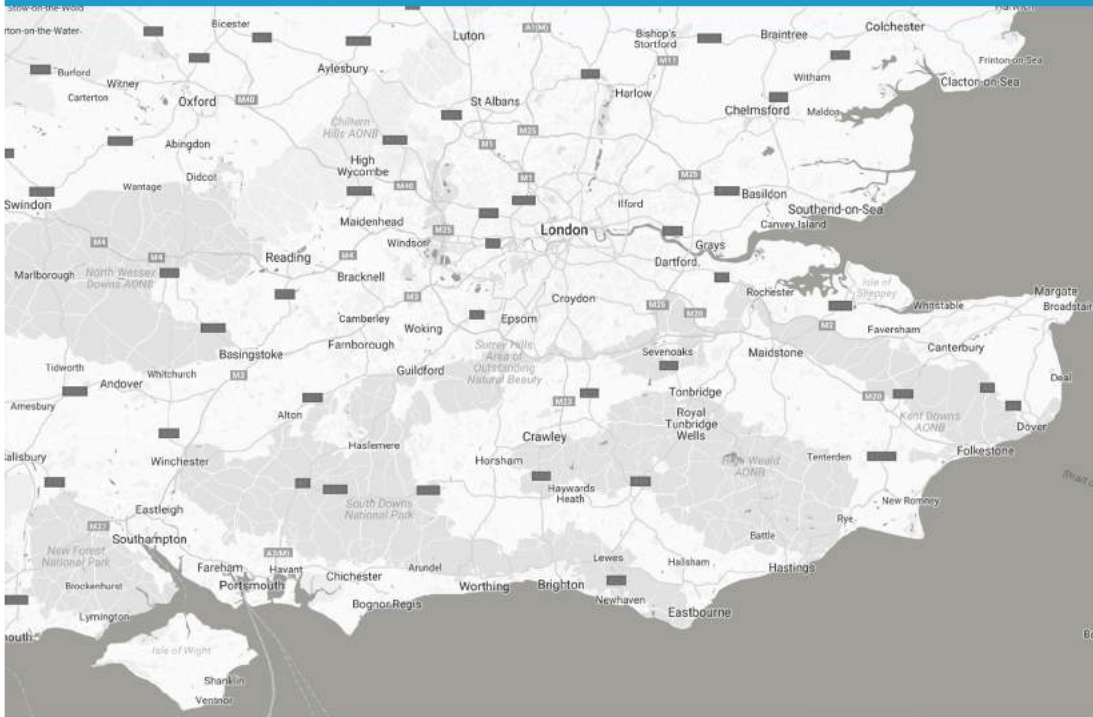 Stow-on-the-Wold
Bicester
Luton
A1(M)
Bishop's
Stortford
Braintree
Colchester
rton-on-the-Water
M11
Frinton-on-Sea
Aylesbury
Burford
Witney
Witham
Clacton-on-Sea
Carterton
Oxford
M40
St Albans
Harlow
Chelmsford
Maldon
Chiltern
Hills AONB
M25
Abingdon
M1
High
Wycombe
Didcot
M1
M25
Wantage
M40
Basildon
Swindon
Ilford
Southend-on-Sea
Maidenhead
London
Canvey Island
M25
Windsor
Grays
M4
Reading
M4
M4
Dartford
Marlborough
North Wessex
Downs AONB
Bracknell
Isle of
Sheppey
Rochester
Margate
M3
Croydon
M25
Whitstable
Broadstair
Camberley
Epsom
M20
Woking
M2
Faversham
Farnborough
Surrey Hills
Area of
Outstanding
Natural Beauty
Basingstoke
Sevenoaks
Maidstone
Canterbury
Tidworth
Whitchurch
M3
Guildford
Deal
Andover
Tonbridge
M23
M20
Amesbury
Alton
Royal
Tunbridge
Wells
Kent Downs
AONB
Dover
Crawley
Haslemere
Folkestone
Salisbury
Winchester
Horsham
High Weald
AONB
Tenterden
Haywards
Heath
South Downs
National Park
New Romney
Eastleigh
Rye
M27
Southampton
Battle
New Forest
National Park
A3(M)
Lewes
Hailsham
Fareham
Havant
Chichester
Arundel
Hastings
Brockenhurst
Portsmouth
Worthing
Brighton
Newhaven
Bognor Regis
Eastbourne
Lymington
mouth
Isle of Wight
Shanklin
Ventnor